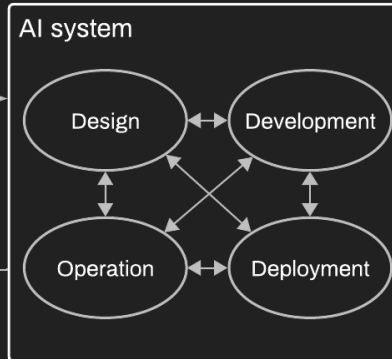 AI system
Design
Development
Operation
Deployment